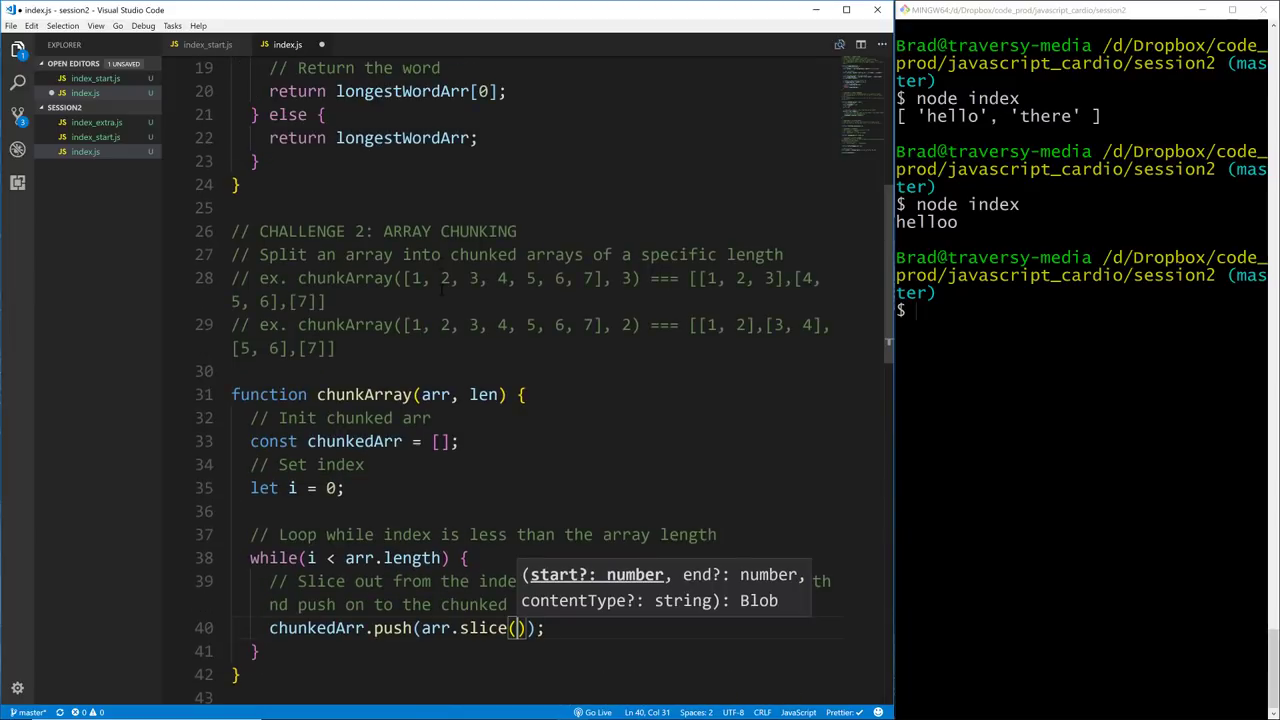 index.js - session2 - Visual Studio Code
File Edit Selection View Go Debug Tasks Help
EXPLORER
OPEN EDITORS 1 UNSAVED
index_start.js U
index.js U
SESSION2
index_extra.js U
index_start.js U
index.js U
index_start.js index.js
19 // Return the word
20 return longestWordArr[0];
21 } else {
22 return longestWordArr;
23 }
24 }
25
26 // CHALLENGE 2: ARRAY CHUNKING
27 // Split an array into chunked arrays of a specific length
28 // ex. chunkArray([1, 2, 3, 4, 5, 6, 7], 3) === [[1, 2, 3],[4,
5, 6],[7]]
29 // ex. chunkArray([1, 2, 3, 4, 5, 6, 7], 2) === [[1, 2],[3, 4],
[5, 6],[7]]
30
31 function chunkArray(arr, len) {
32 // Init chunked arr
33 const chunkedArr = [];
34 // Set index
35 let i = 0;
36
37 // Loop while index is less than the array length
38 while(i < arr.length) {
(start?: number, end?: number,
contentType?: string): Blob
39 // Slice out from the inde th
nd push on to the chunked
40 chunkedArr.push(arr.slice());
41 }
42 }
43
master* 0 0 Go Live Ln 40, Col 31 Spaces: 2 UTF-8 CRLF JavaScript Prettier: ✓
MINGW64:/d/Dropbox/code_prod/javascript_cardio/session2
Brad@traversy-media /d/Dropbox/code_
prod/javascript_cardio/session2 (mas
ter)
$ node index
[ 'hello', 'there' ]
Brad@traversy-media /d/Dropbox/code_
prod/javascript_cardio/session2 (mas
ter)
$ node index
helloo
Brad@traversy-media /d/Dropbox/code_
prod/javascript_cardio/session2 (mas
ter)
$